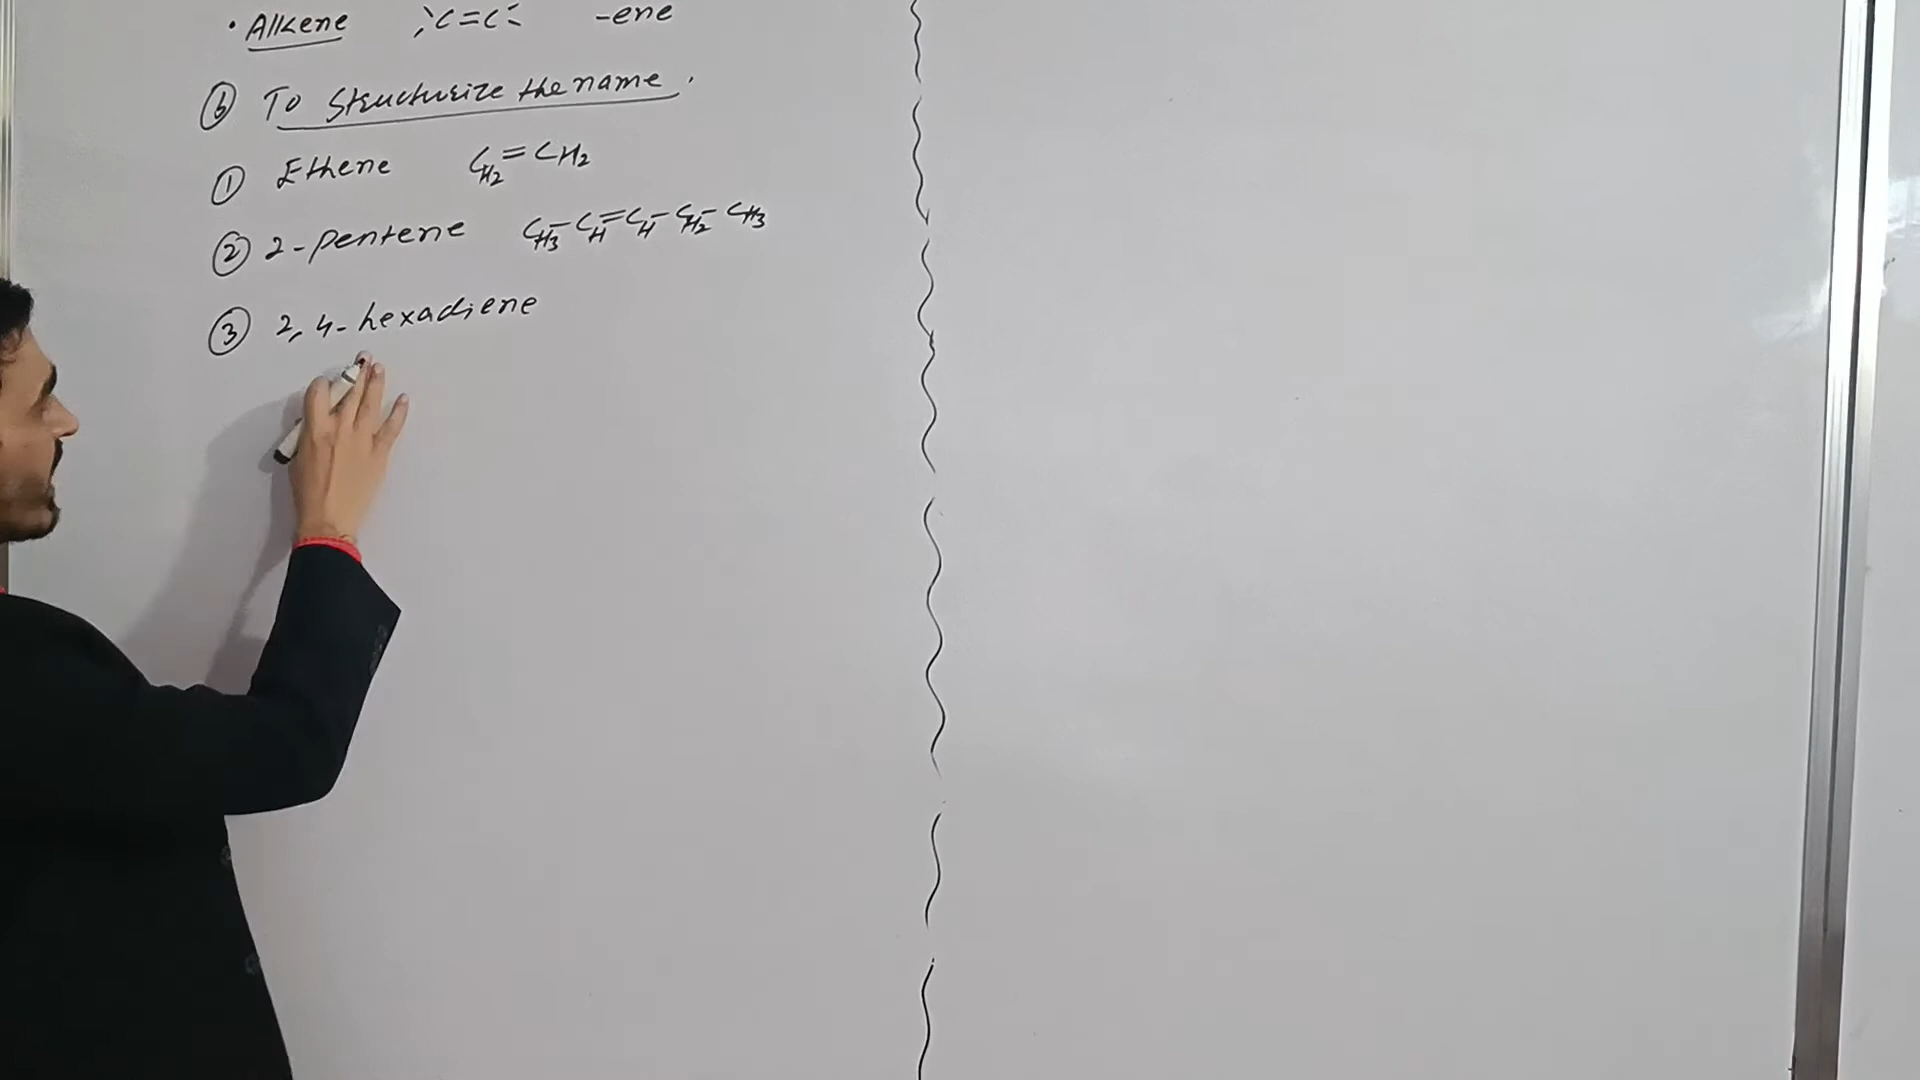 • Alkene >C=C< -ene
ⓑ To structurize the name.
① Ethene CH2=CH2
② 2-pentene CH3-CH=CH-CH2-CH3
③ 2,4-hexadiene